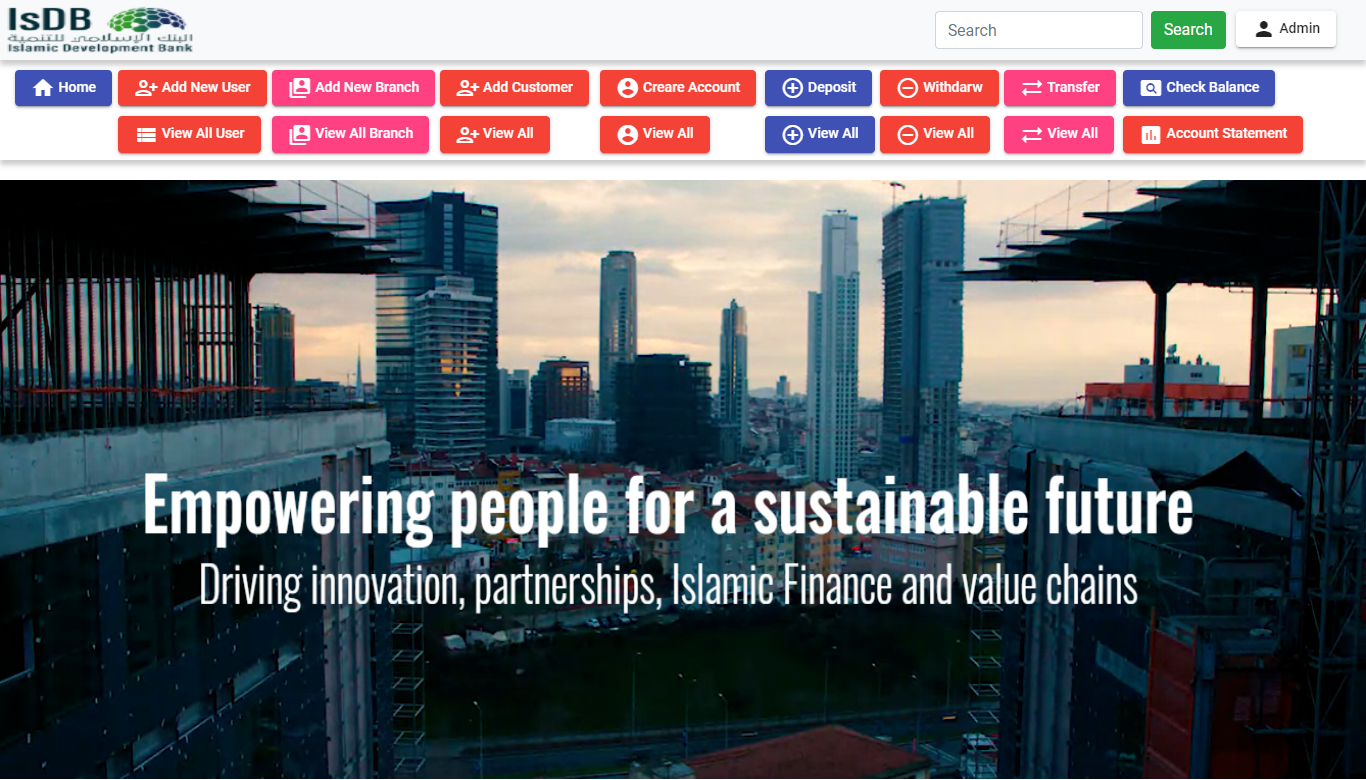 IsDB
البنك الإسلامي للتنمية
Islamic Development Bank
Search
Search
Admin
Home
Add New User
Add New Branch
Add Customer
Creare Account
Deposit
Withdarw
Transfer
Check Balance
View All User
View All Branch
View All
View All
View All
View All
View All
Account Statement
Empowering people for a sustainable future
Driving innovation, partnerships, Islamic Finance and value chains